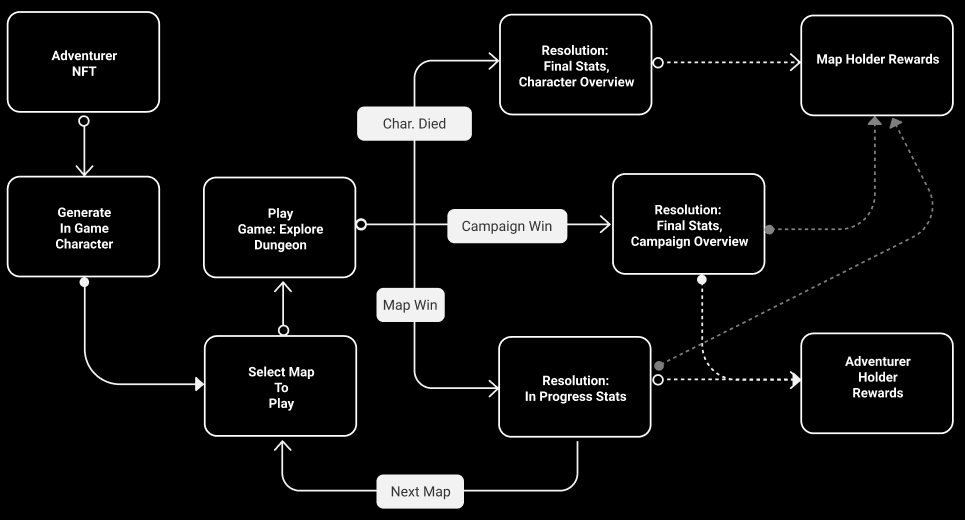 Adventurer
NFT
Resolution:
Final Stats,
Character Overview
Map Holder Rewards
Char. Died
Generate
In Game
Character
Play
Game: Explore
Dungeon
Campaign Win
Resolution:
Final Stats,
Campaign Overview
Map Win
Select Map
To
Play
Resolution:
In Progress Stats
Adventurer
Holder
Rewards
Next Map